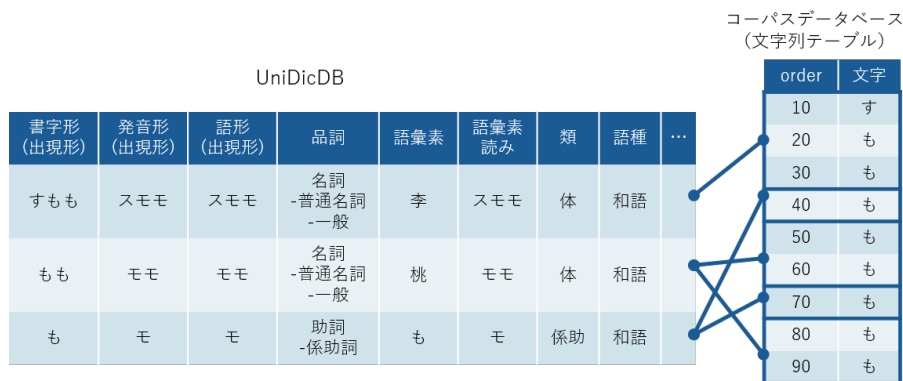 コーパスデータベース
（文字列テーブル）
UniDicDB
order 文字
10 す
20 も
30 も
40 も
50 も
60 も
70 も
80 も
90 も
書字形
(出現形) 発音形
(出現形) 語形
(出現形) 品詞 語彙素 語彙素
読み 類 語種 …
すもも スモモ スモモ 名詞
-普通名詞
-一般 李 スモモ 体 和語
もも モモ モモ 名詞
-普通名詞
-一般 桃 モモ 体 和語
も モ モ 助詞
-係助詞 も モ 係助 和語